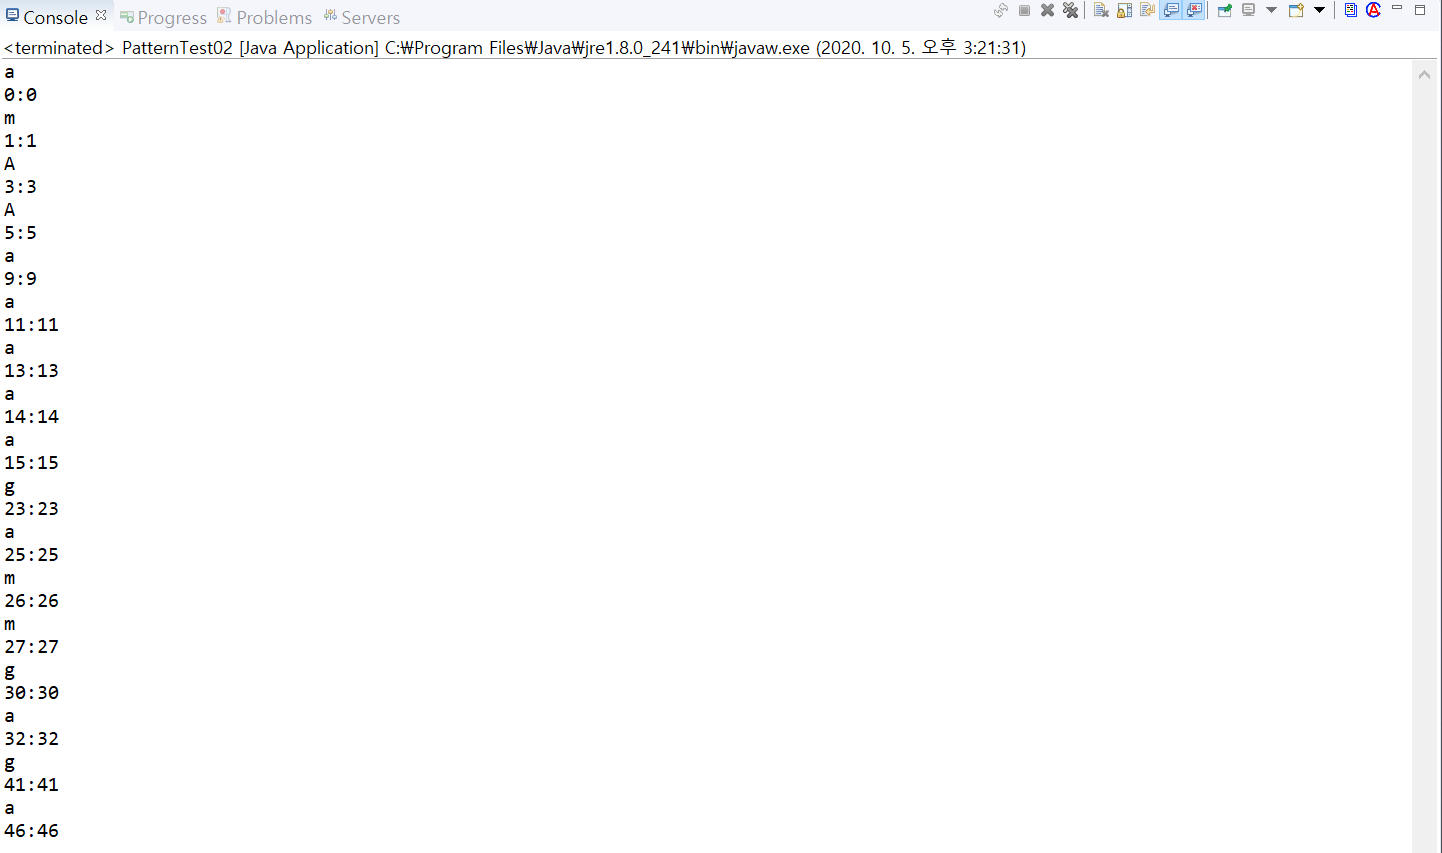 Console Progress Problems Servers
<terminated> PatternTest02 [Java Application] C:₩Program Files₩Java₩jre1.8.0_241₩bin₩javaw.exe (2020. 10. 5. 오후 3:21:31)
a
0:0
m
1:1
A
3:3
A
5:5
a
9:9
a
11:11
a
13:13
a
14:14
a
15:15
g
23:23
a
25:25
m
26:26
m
27:27
g
30:30
a
32:32
g
41:41
a
46:46